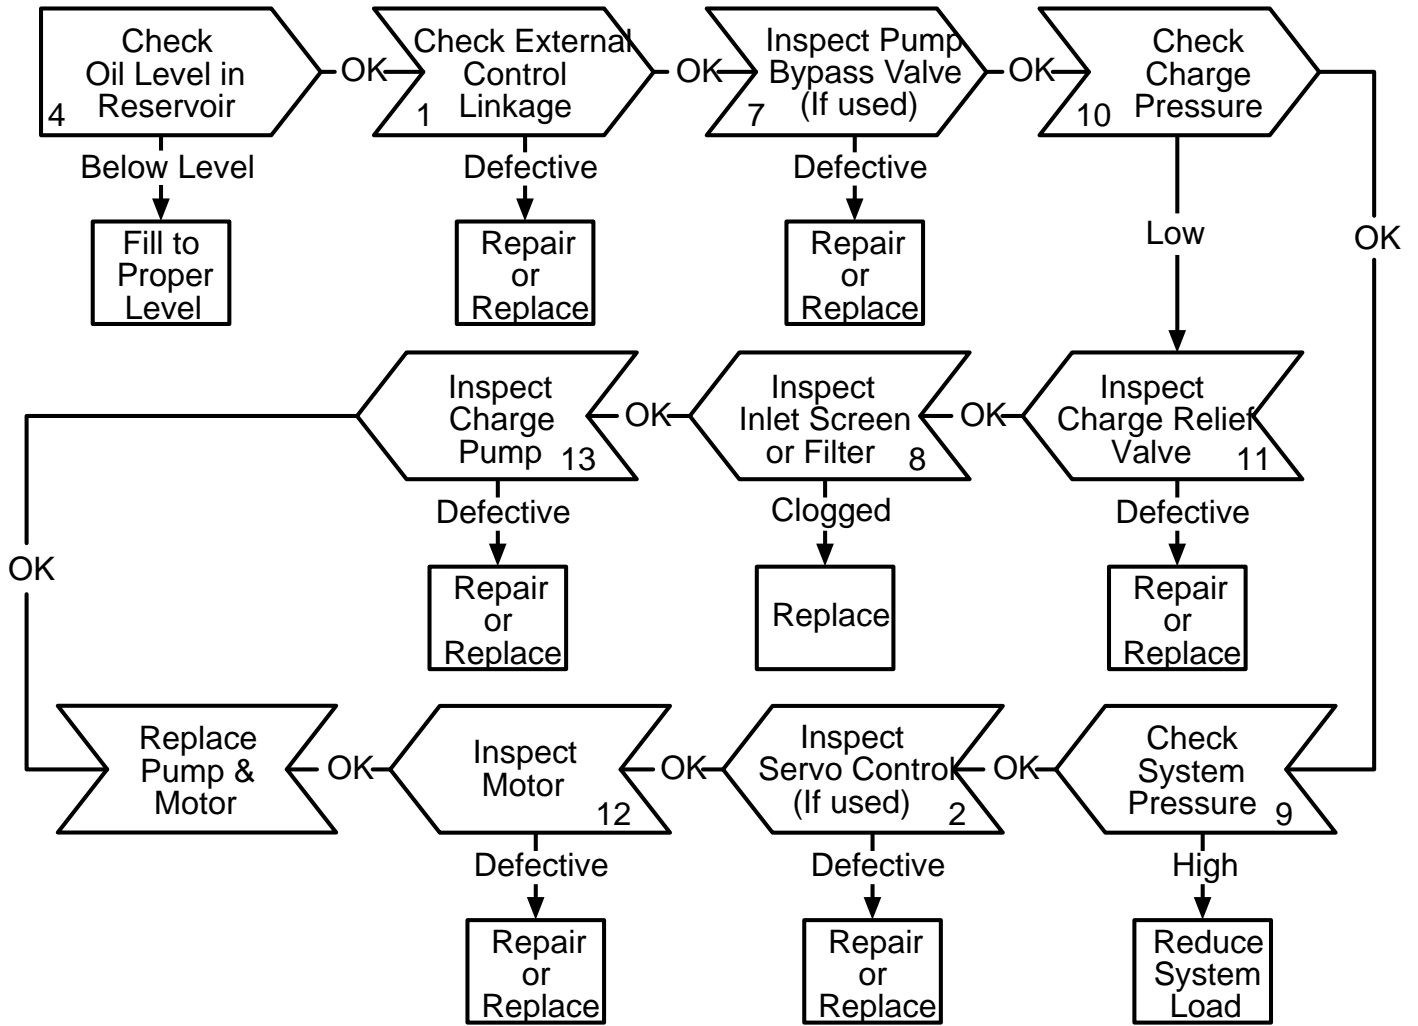 Check
Oil Level in
Reservoir
4
OK
Check External
Control
Linkage
1
OK
Inspect Pump
Bypass Valve
(If used)
7
OK
Check
Charge
Pressure
10
Below Level
Defective
Defective
Low
OK
Fill to
Proper
Level
Repair
or
Replace
Repair
or
Replace
Inspect
Charge
Pump
13
OK
Inspect
Inlet Screen
or Filter
8
OK
Inspect
Charge Relief
Valve
11
Defective
Clogged
Defective
OK
Repair
or
Replace
Replace
Repair
or
Replace
Replace
Pump &
Motor
OK
Inspect
Motor
12
OK
Inspect
Servo Control
(If used)
2
OK
Check
System
Pressure
9
Defective
Defective
High
Repair
or
Replace
Repair
or
Replace
Reduce
System
Load